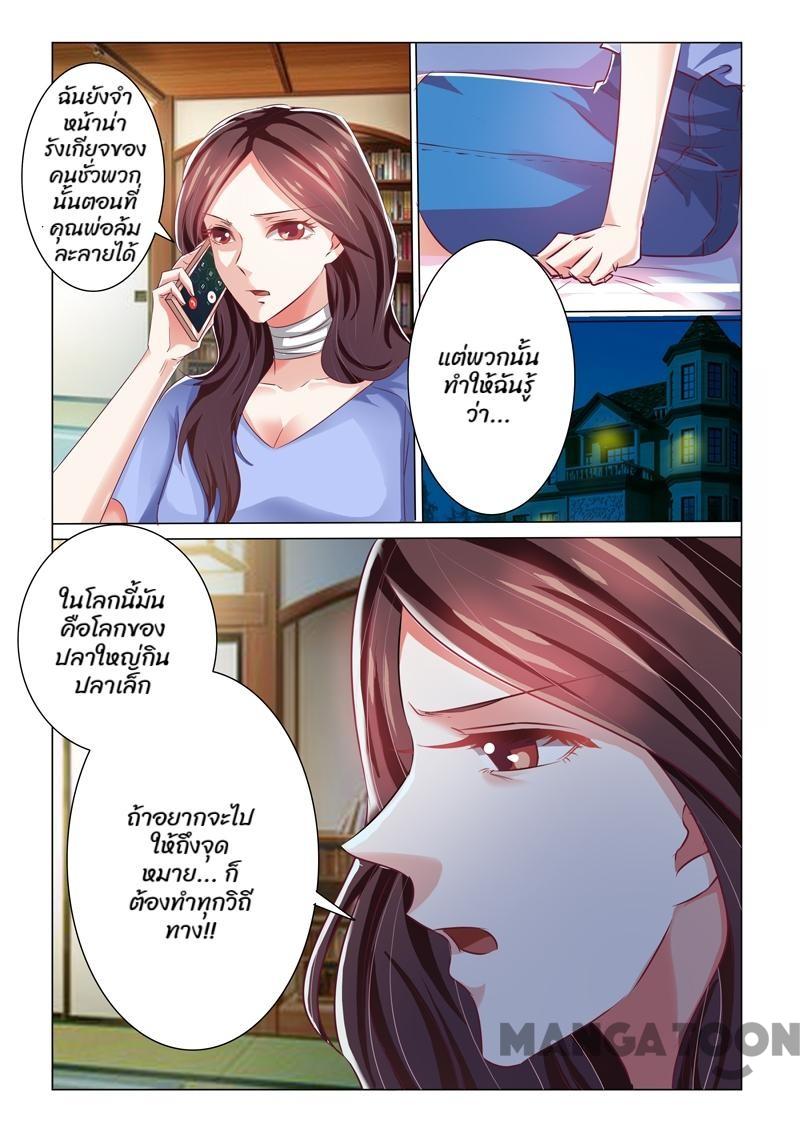 ฉันยังจำ
หน้าน่า
รังเกียจของ
คนชั่วพวก
นั้นตอนที่
คุณพ่อล้ม
ละลายได้
แต่พวกนั้น
ทำให้ฉันรู้
ว่า...
ในโลกนี้มัน
คือโลกของ
ปลาใหญ่กิน
ปลาเล็ก
ถ้าอยากจะไป
ให้ถึงจุด
หมาย... ก็
ต้องทำทุกวิถี
ทาง!!
MANGATOON